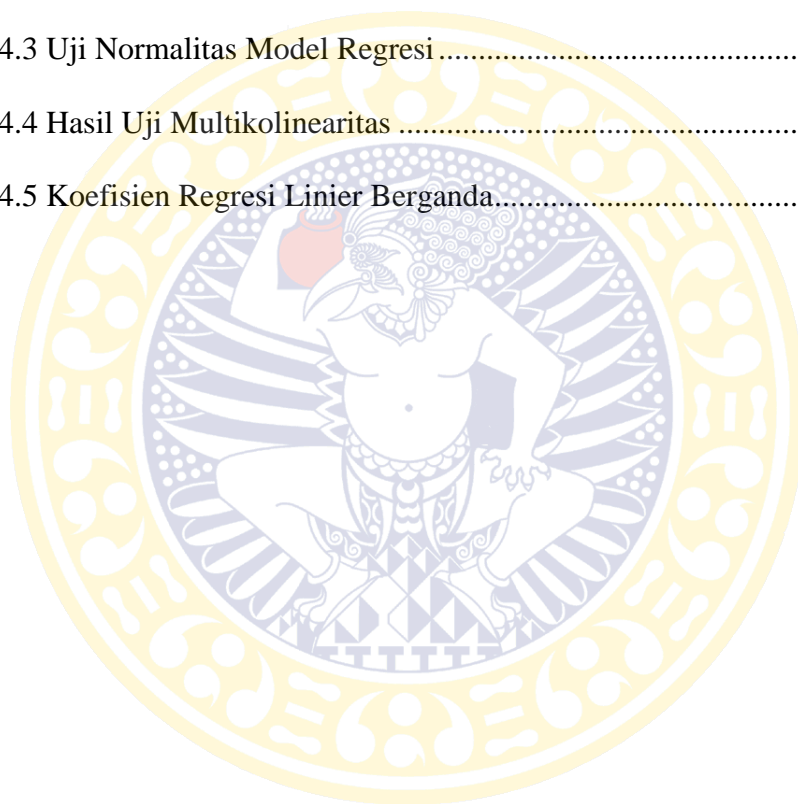 4.3 Uji Normalitas Model Regresi............................................
4.4 Hasil Uji Multikolinearitas .................................................
4.5 Koefisien Regresi Linier Berganda.....................................